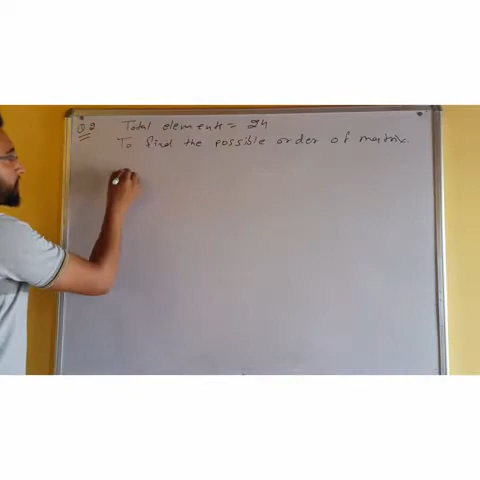 Q2 Total elements = 24
To find the possible order of matrix.